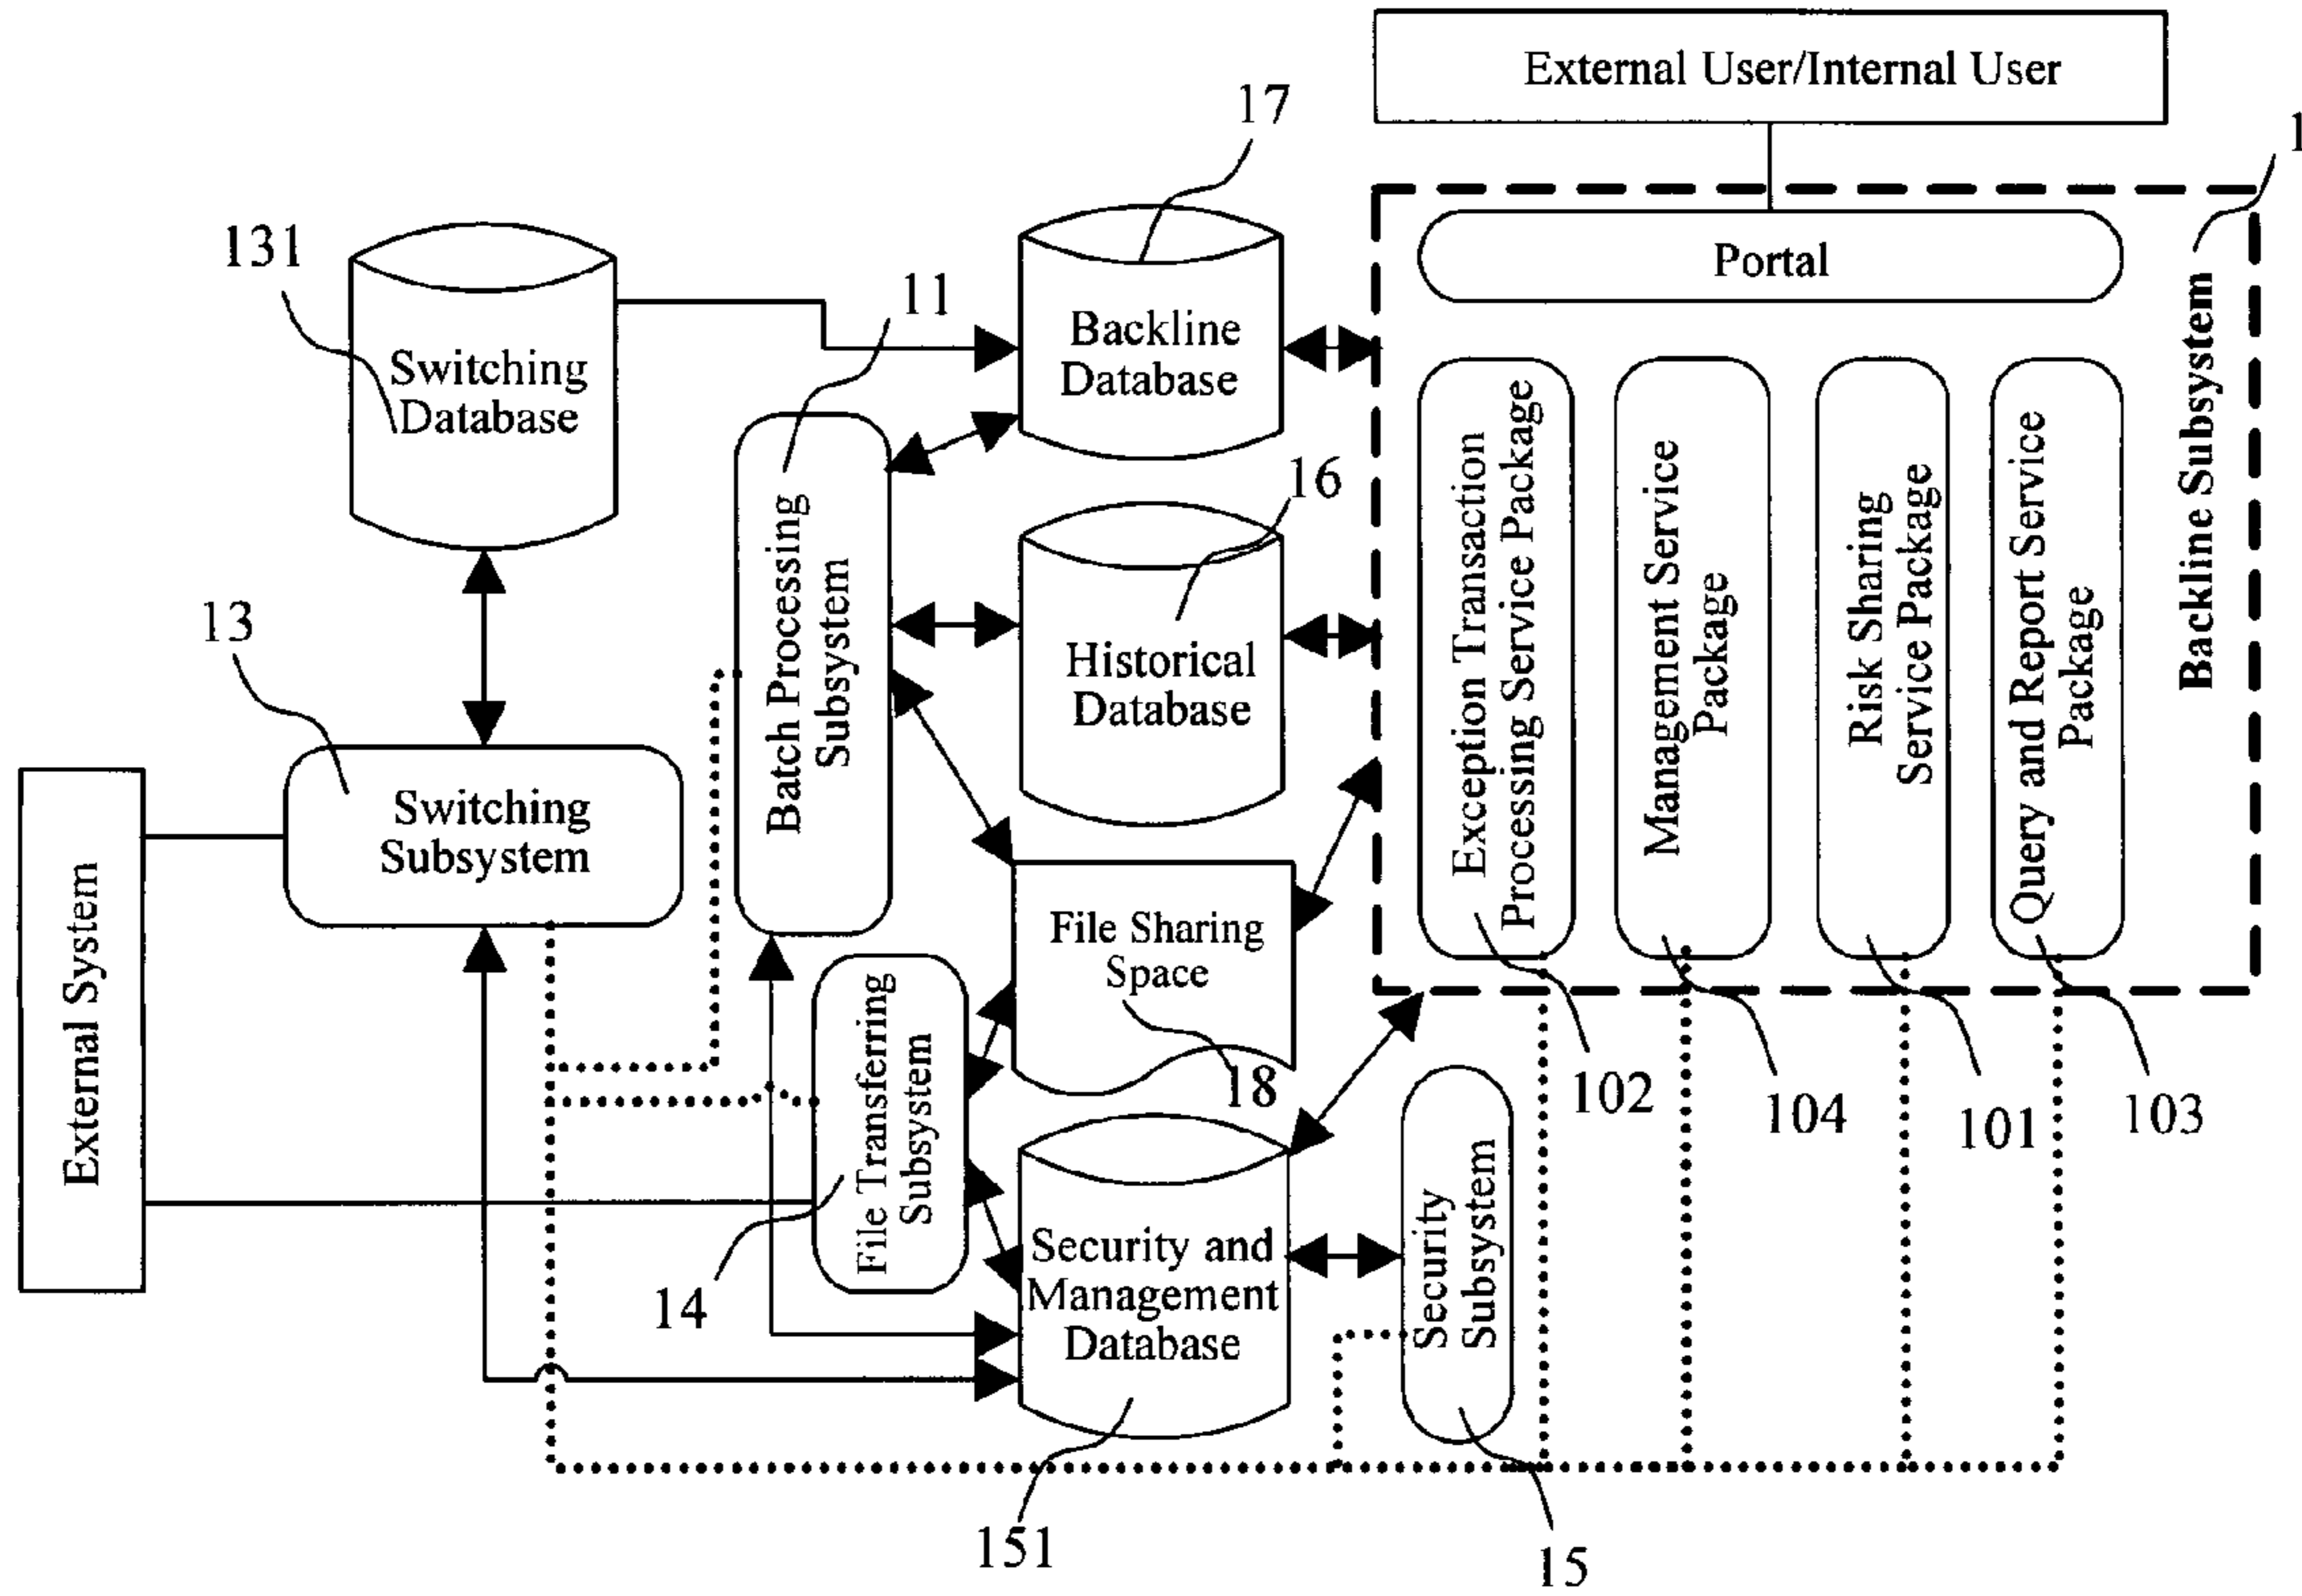 External User/Internal User
17
1
131
Portal
11
Backline
Database
Switching
Database
Backline Subsystem
16
Exception Transaction
Processing Service Package
Management Service
Package
Risk Sharing
Service Package
Query and Report Service
Package
Batch Processing
Subsystem
13
Historical
Database
Switching
Subsystem
External System
File Sharing
Space
File Transferring
Subsystem
18
102
104
101
103
Security and
Management
Database
Security
Subsystem
14
151
15